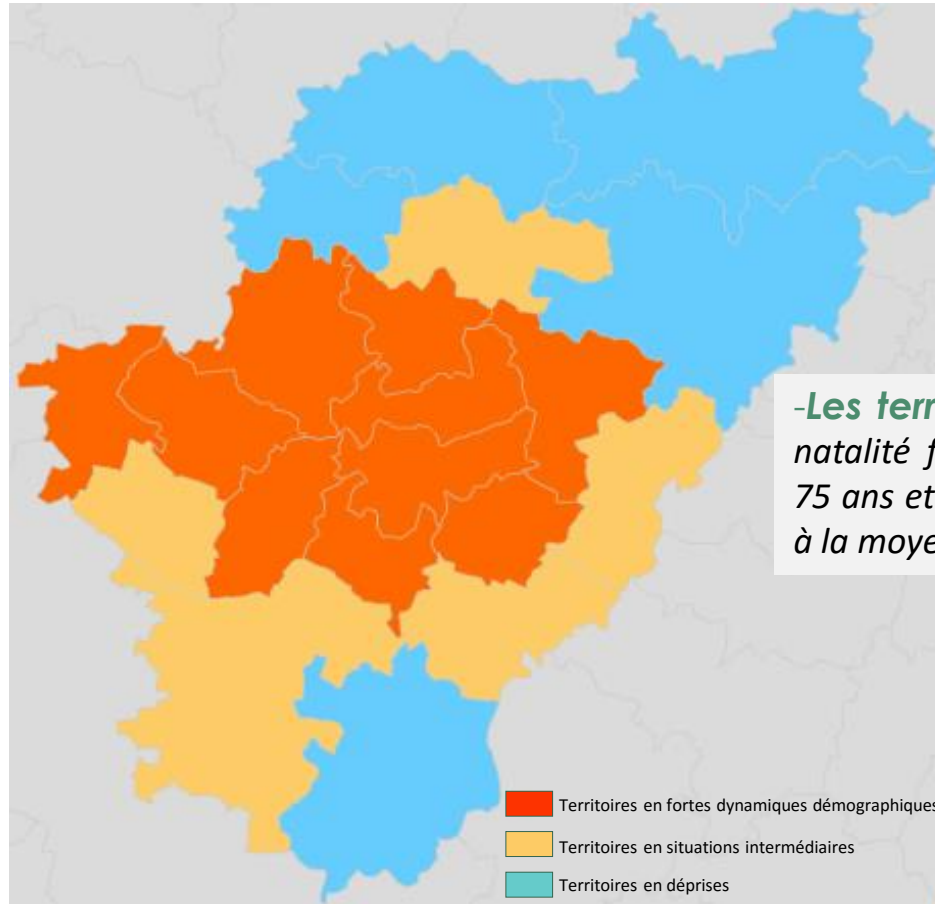 -Les terr
natalité f
75 ans et
à la moye
Territoires en fortes dynamiques démographiques
Territoires en situations intermédiaires
Territoires en déprises